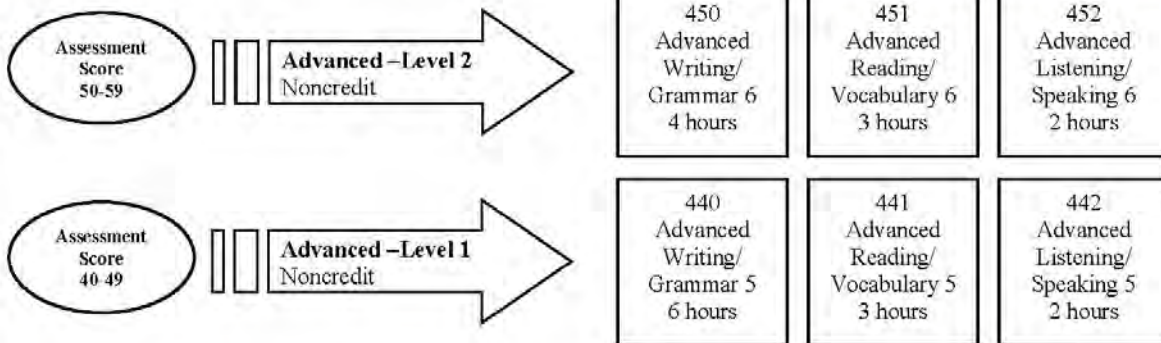 Assessment
Score
50-59
Advanced –Level 2
Noncredit
450
Advanced
Writing/
Grammar 6
4 hours
451
Advanced
Reading/
Vocabulary 6
3 hours
452
Advanced
Listening/
Speaking 6
2 hours
Assessment
Score
40-49
Advanced –Level 1
Noncredit
440
Advanced
Writing/
Grammar 5
6 hours
441
Advanced
Reading/
Vocabulary 5
3 hours
442
Advanced
Listening/
Speaking 5
2 hours